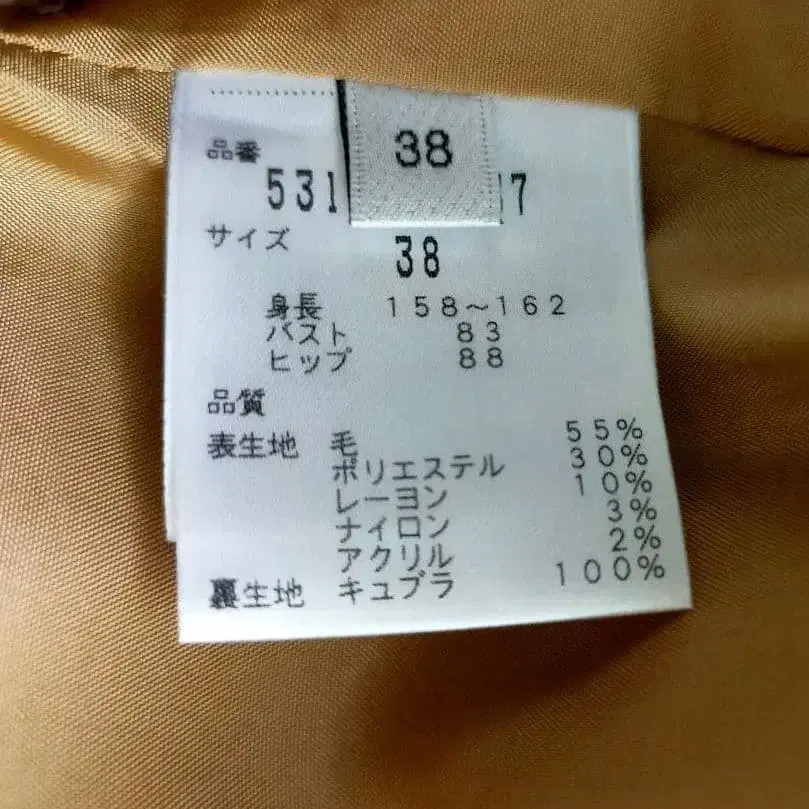 38
品番
531 7
サイズ
38
身長 158~162
バスト 83
ヒップ 88
品質
表生地 毛 55%
ポリエステル 30%
レーヨン 10%
ナイロン 3%
アクリル 2%
裏生地 キュプラ 100%